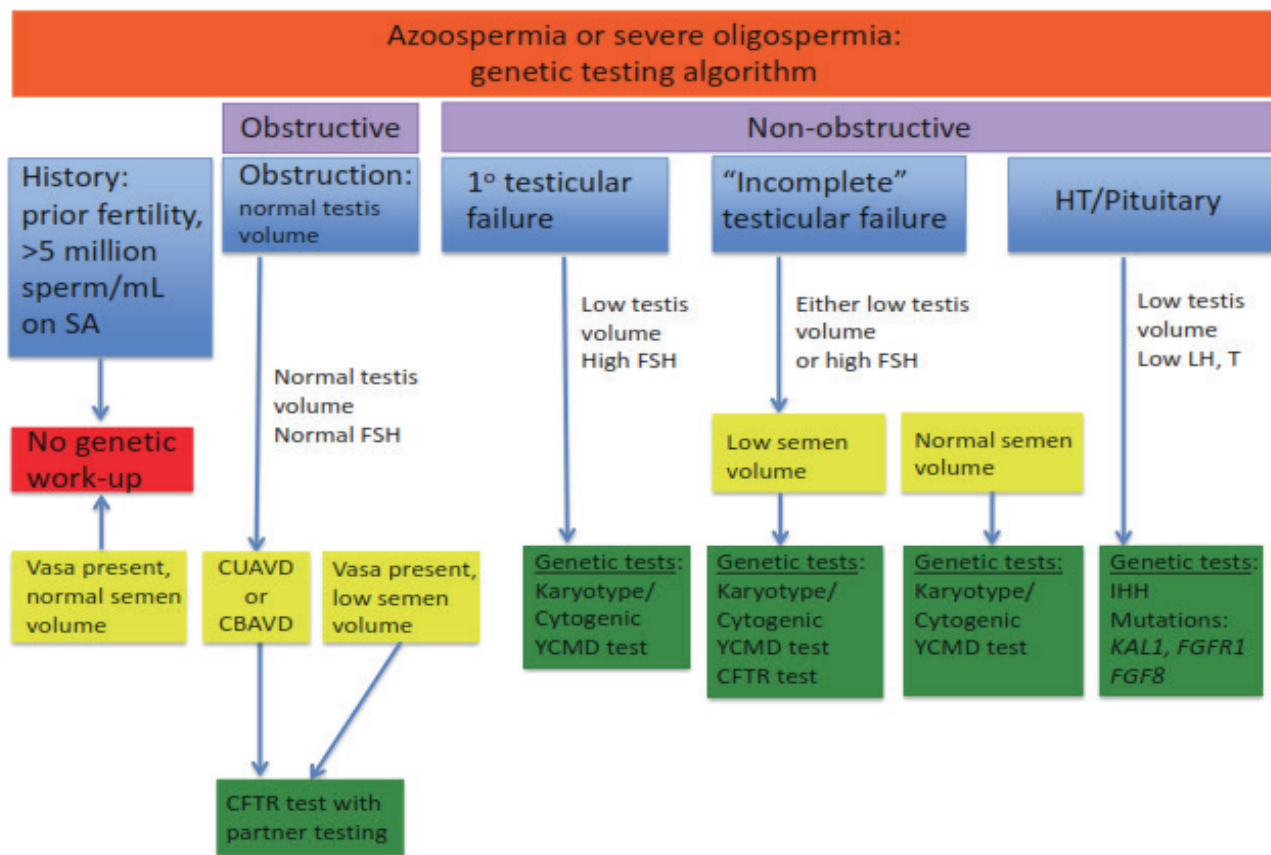 Azoospermia or severe oligospermia:
genetic testing algorithm
Obstructive
Non-obstructive
History:
prior fertility,
>5 million
sperm/mL
on SA
Obstruction:
normal testis
volume
1º testicular
failure
“Incomplete”
testicular failure
HT/Pituitary
Normal testis
volume
Normal FSH
Low testis
volume
High FSH
Either low testis
volume
or high FSH
Low testis
volume
Low LH, T
No genetic
work-up
Low semen
volume
Normal semen
volume
Vasa present,
normal semen
volume
CUAVD
or
CBAVD
Vasa present,
low semen
volume
Genetic tests:
Karyotype/
Cytogenic
YCMD test
Genetic tests:
Karyotype/
Cytogenic
YCMD test
CFTR test
Genetic tests:
Karyotype/
Cytogenic
YCMD test
Genetic tests:
IHH
Mutations:
KAL1, FGFR1
FGF8
CFTR test with
partner testing